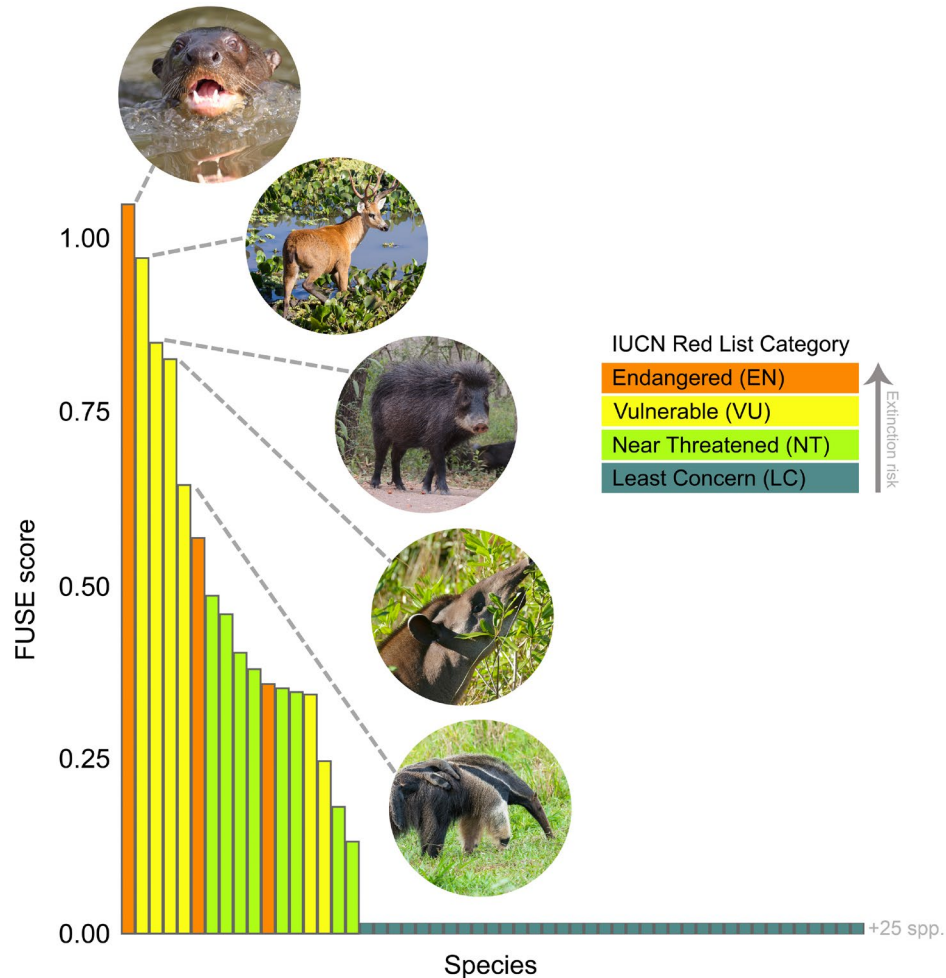 1.00
0.75
0.50
0.25
0.00
FUSE score
Species
IUCN Red List Category
Endangered (EN)
Vulnerable (VU)
Near Threatened (NT)
Least Concern (LC)
Extinction risk
+25 spp.